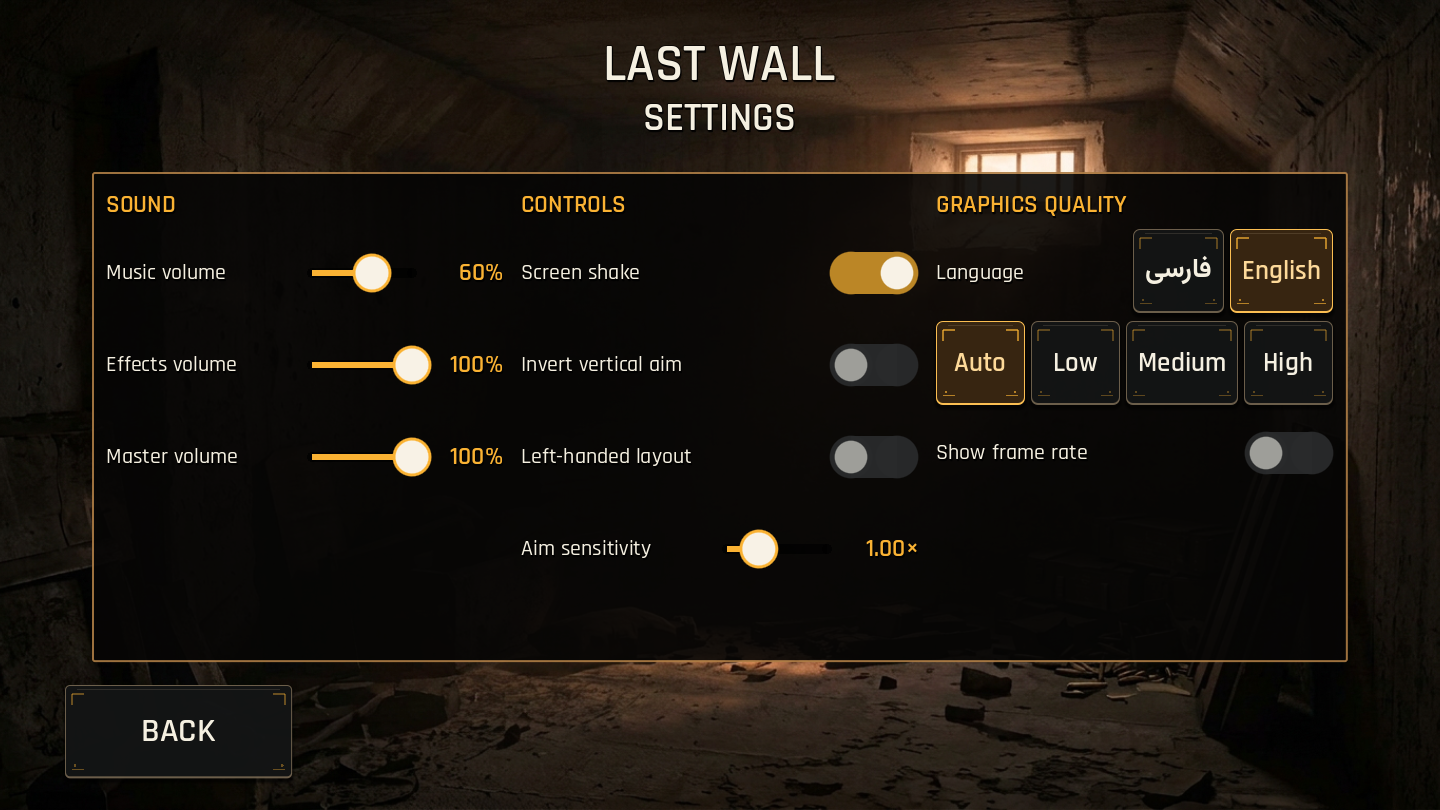 LAST WALL
SETTINGS
SOUND
Music volume 60%
Effects volume 100%
Master volume 100%
CONTROLS
Screen shake
Invert vertical aim
Left-handed layout
Aim sensitivity 1.00×
GRAPHICS QUALITY
Language فارسی English
Auto Low Medium High
Show frame rate
BACK